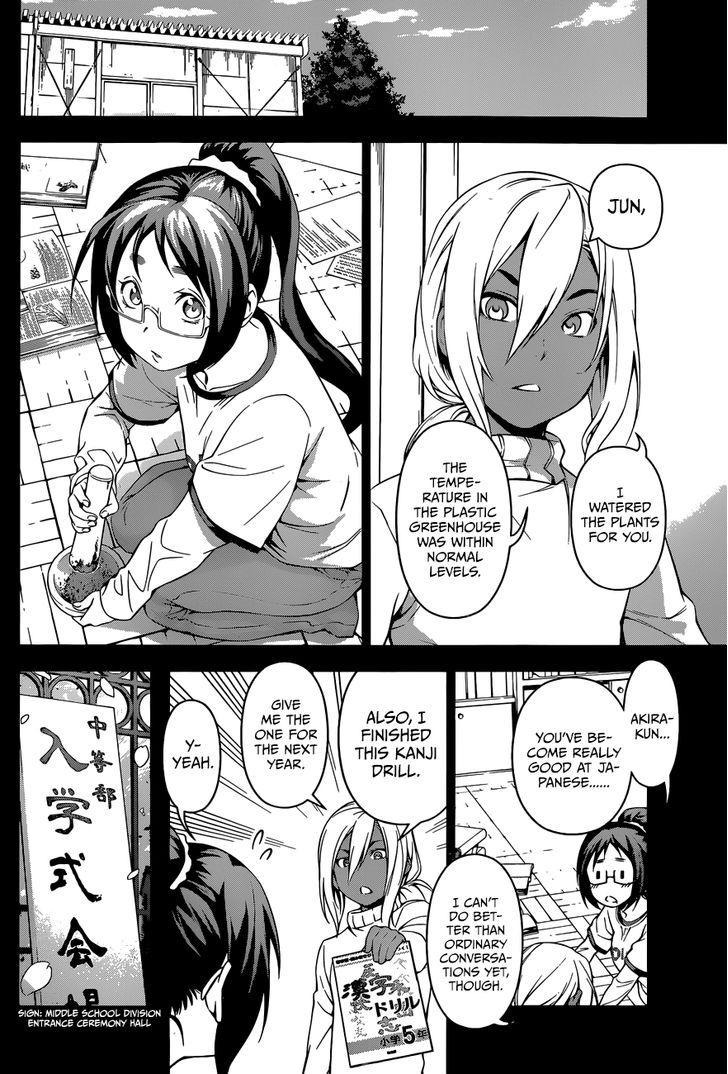 JUN,
I
WATERED
THE PLANTS
FOR YOU.
THE
TEMPE-
RATURE IN
THE PLASTIC
GREENHOUSE
WAS WITHIN
NORMAL
LEVELS.
AKIRA-
KUN...
YOU'VE BE-
COME REALLY
GOOD AT JA-
PANESE......
I CAN'T
DO BET-
TER THAN
ORDINARY
CONVERSA-
TIONS YET,
THOUGH.
ALSO, I
FINISHED
THIS KANJI
DRILL.
GIVE
ME THE
ONE FOR
THE NEXT
YEAR.
漢字
ドリル
小学5年
Y-
YEAH.
中等部
入学式会場
SIGN: MIDDLE SCHOOL DIVISION
ENTRANCE CEREMONY HALL